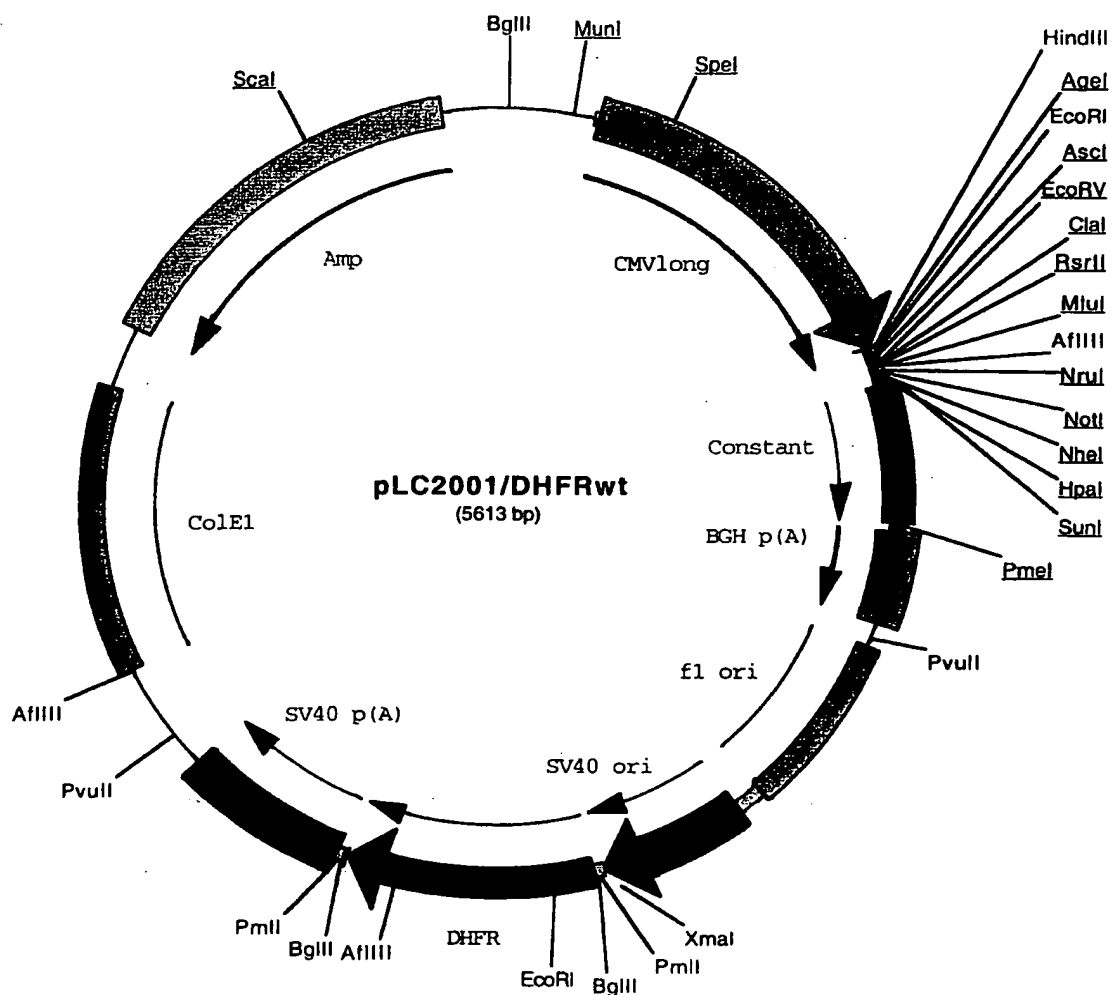 BglII
MunI
SpeI
ScaI
HindIII
AgeI
EcoRI
AscI
EcoRV
ClaI
RsrII
MluI
AflIII
NruI
NotI
NheI
HpaI
SunI
PmeI
PvuII
Amp
CMVlong
Constant
BGH p(A)
pLC2001/DHFRwt
(5613 bp)
ColE1
f1 ori
SV40 p(A)
SV40 ori
AflIII
PvuII
PmlI
BglII
AflIII
DHFR
EcoRI
BglII
PmlI
XmaI